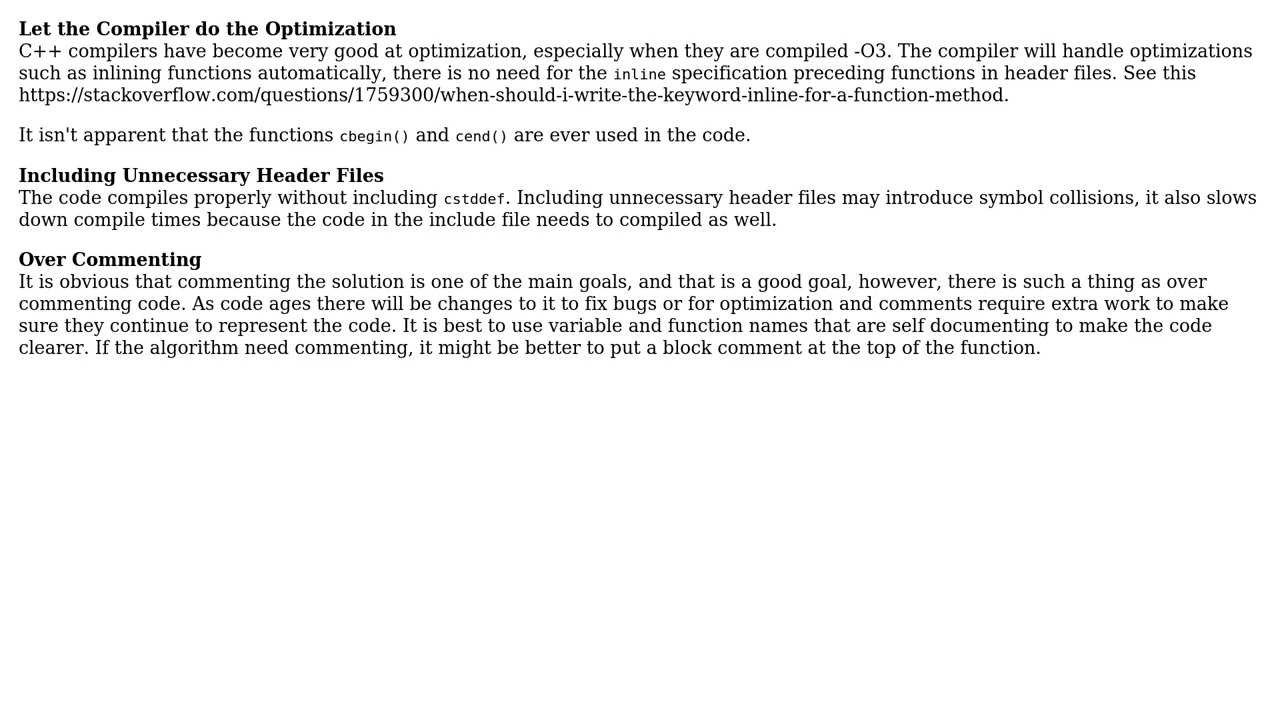 Let the Compiler do the Optimization
C++ compilers have become very good at optimization, especially when they are compiled -O3. The compiler will handle optimizations
such as inlining functions automatically, there is no need for the inline specification preceding functions in header files. See this
https://stackoverflow.com/questions/1759300/when-should-i-write-the-keyword-inline-for-a-function-method.
It isn't apparent that the functions cbegin() and cend() are ever used in the code.
Including Unnecessary Header Files
The code compiles properly without including cstddef. Including unnecessary header files may introduce symbol collisions, it also slows
down compile times because the code in the include file needs to compiled as well.
Over Commenting
It is obvious that commenting the solution is one of the main goals, and that is a good goal, however, there is such a thing as over
commenting code. As code ages there will be changes to it to fix bugs or for optimization and comments require extra work to make
sure they continue to represent the code. It is best to use variable and function names that are self documenting to make the code
clearer. If the algorithm need commenting, it might be better to put a block comment at the top of the function.